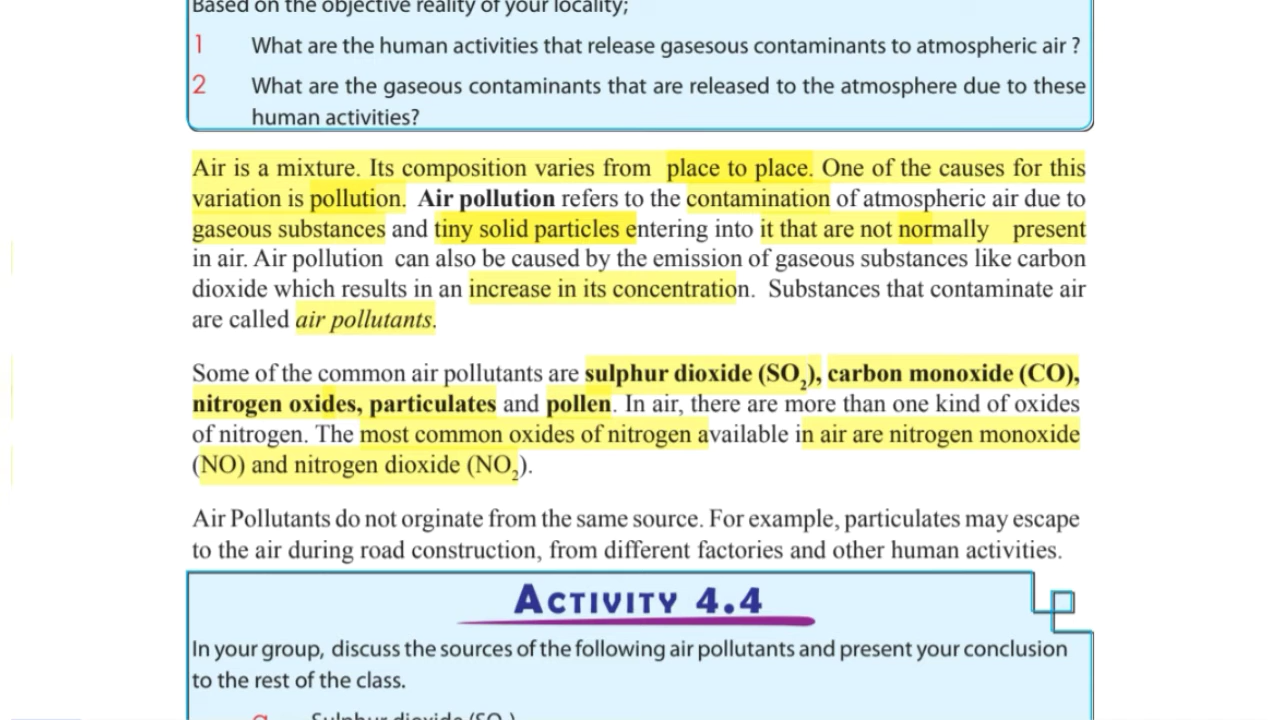 Based on the objective reality of your locality;
1 What are the human activities that release gasesous contaminants to atmospheric air ?
2 What are the gaseous contaminants that are released to the atmosphere due to these
human activities?
Air is a mixture. Its composition varies from place to place. One of the causes for this
variation is pollution. Air pollution refers to the contamination of atmospheric air due to
gaseous substances and tiny solid particles entering into it that are not normally present
in air. Air pollution can also be caused by the emission of gaseous substances like carbon
dioxide which results in an increase in its concentration. Substances that contaminate air
are called air pollutants.
Some of the common air pollutants are sulphur dioxide (SO₂), carbon monoxide (CO),
nitrogen oxides, particulates and pollen. In air, there are more than one kind of oxides
of nitrogen. The most common oxides of nitrogen available in air are nitrogen monoxide
(NO) and nitrogen dioxide (NO₂).
Air Pollutants do not orginate from the same source. For example, particulates may escape
to the air during road construction, from different factories and other human activities.
ACTIVITY 4.4
In your group, discuss the sources of the following air pollutants and present your conclusion
to the rest of the class.
a Sulphur dioxide (SO₂)